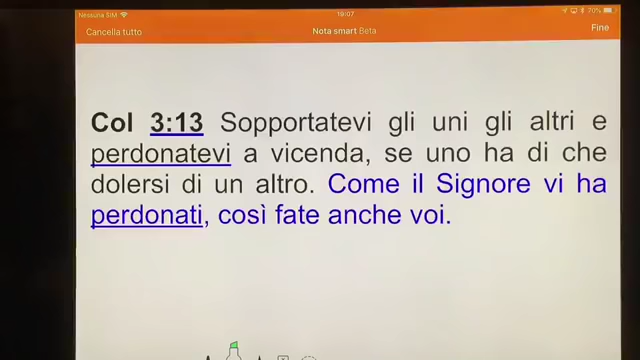 Nessuna SIM 19:07 70%
Cancella tutto Nota smart Beta Fine
Col 3:13 Sopportatevi gli uni gli altri e
perdonatevi a vicenda, se uno ha di che
dolersi di un altro. Come il Signore vi ha
perdonati, così fate anche voi.